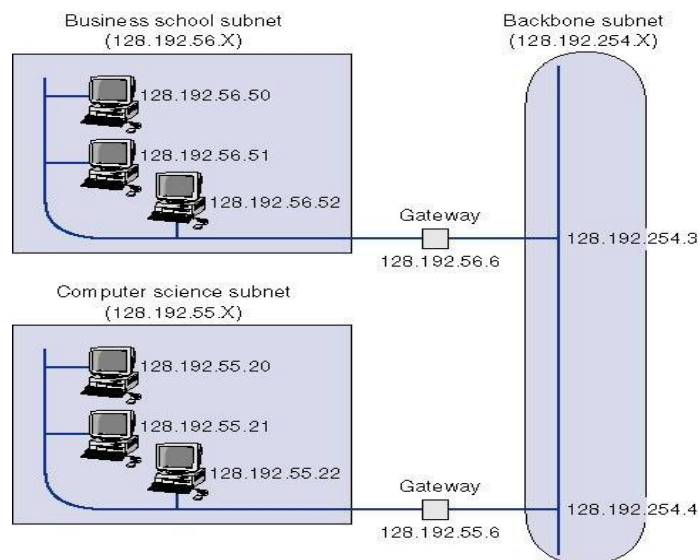 Business school subnet
(128.192.56.X)
Backbone subnet
(128.192.254.X)
128.192.56.50
128.192.56.51
128.192.56.52
Gateway
128.192.56.6
128.192.254.3
Computer science subnet
(128.192.55.X)
128.192.55.20
128.192.55.21
128.192.55.22
Gateway
128.192.55.6
128.192.254.4